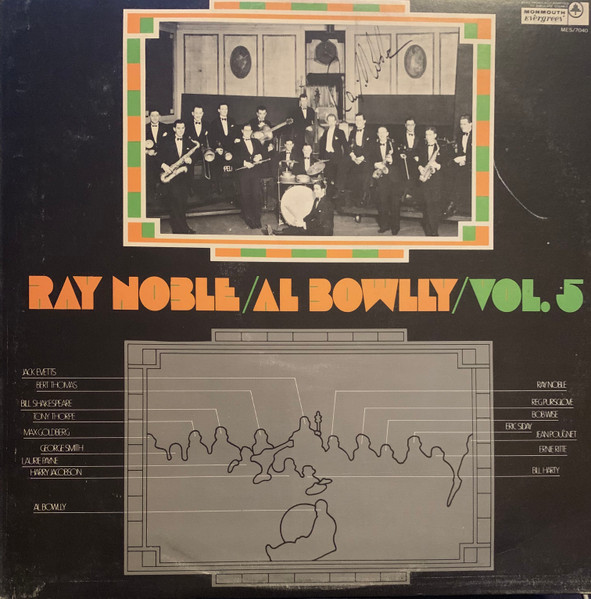 MONMOUTH
evergreen
MES/7040
RAY NOBLE/AL BOWLLY/VOL. 5
JACK EVETTS
BERT THOMAS
BILL SHAKESPEARE
TONY THORPE
MAX GOLDBERG
GEORGE SMITH
LAURIE PAYNE
HARRY JACOBSON
AL BOWLLY
RAY NOBLE
REG PURSGLOVE
BOB WISE
ERIC SIDAY
JEAN POUGNET
ERNIE RITTE
BILL HARTY